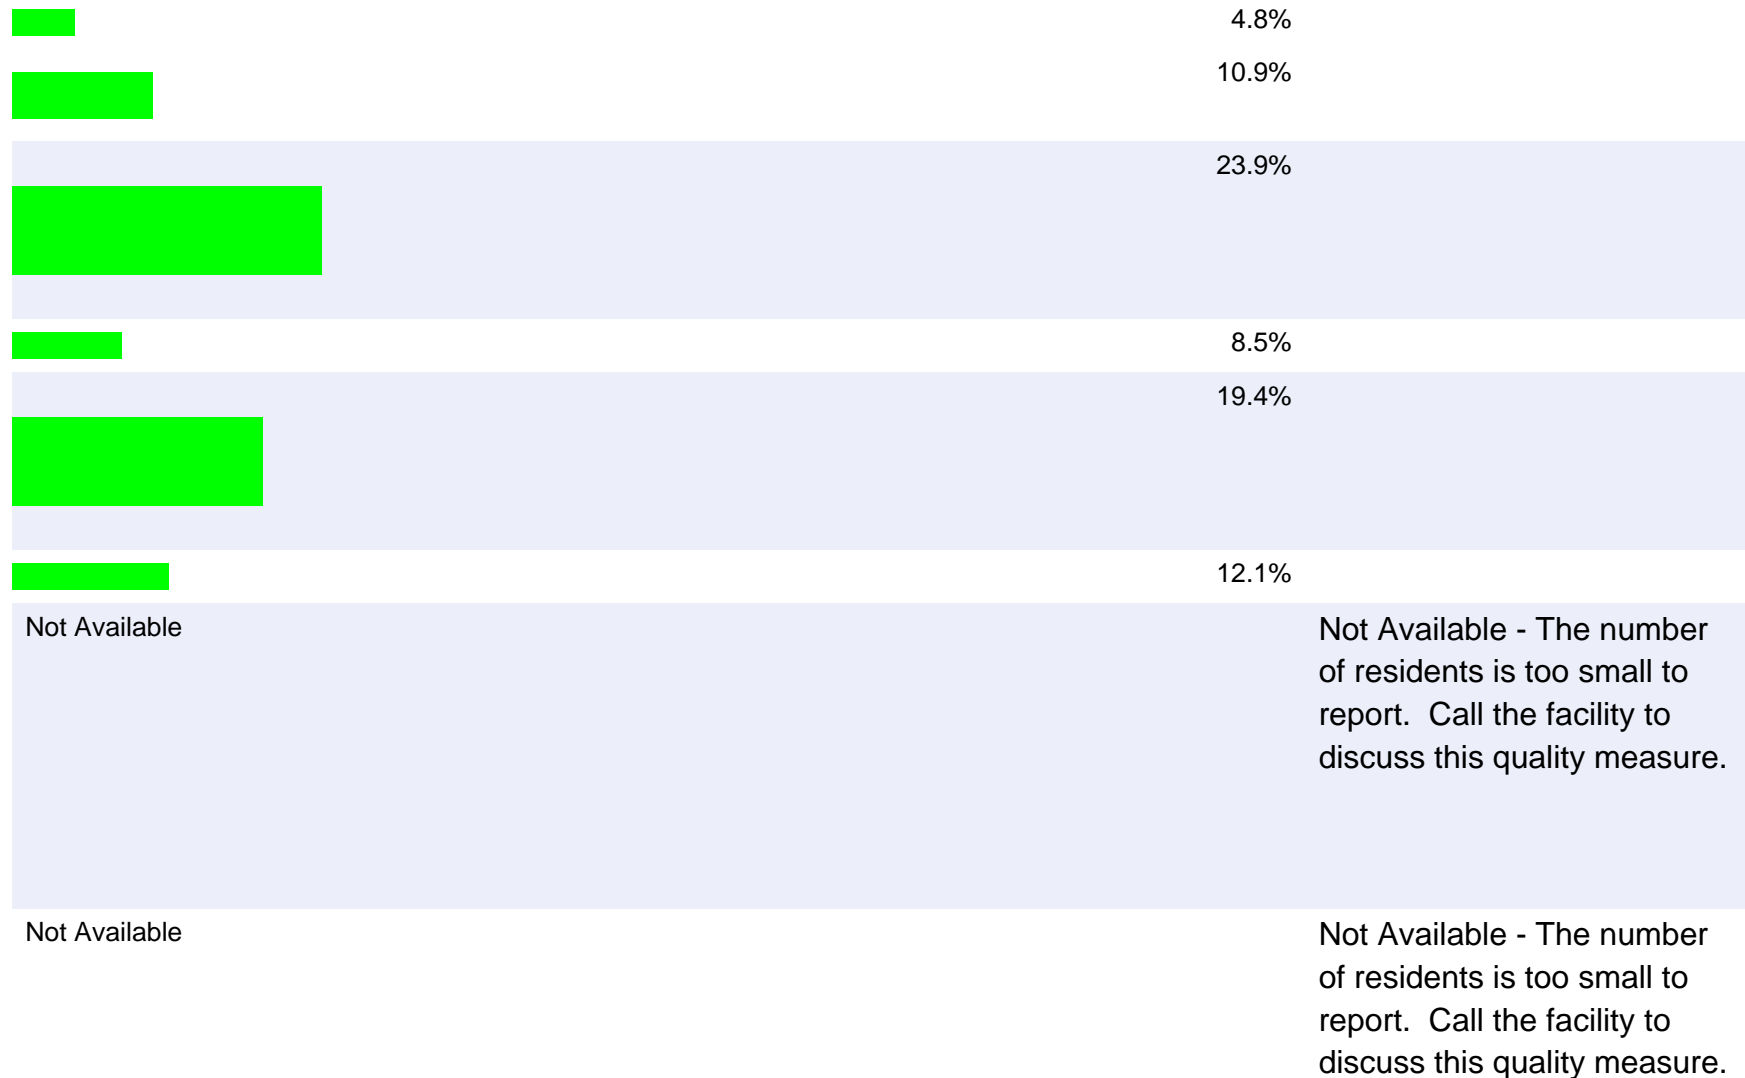 4.8%
10.9%
23.9%
8.5%
19.4%
12.1%
Not Available
Not Available - The number
of residents is too small to
report.  Call the facility to
discuss this quality measure.
Not Available
Not Available - The number
of residents is too small to
report.  Call the facility to
discuss this quality measure.